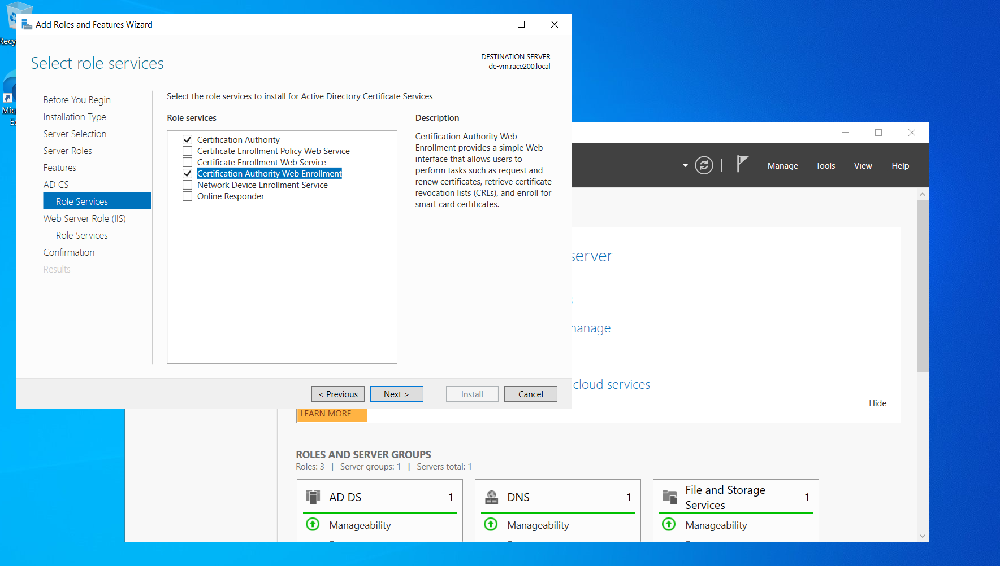 Recy
Mic
Ec
Add Roles and Features Wizard
Select role services
DESTINATION SERVER
dc-vm.race200.local
Before You Begin
Installation Type
Server Selection
Server Roles
Features
AD CS
Role Services
Web Server Role (IIS)
Role Services
Confirmation
Results
Select the role services to install for Active Directory Certificate Services
Role services
Certification Authority
Certificate Enrollment Policy Web Service
Certificate Enrollment Web Service
Certification Authority Web Enrollment
Network Device Enrollment Service
Online Responder
Description
Certification Authority Web
Enrollment provides a simple Web
interface that allows users to
perform tasks such as request and
renew certificates, retrieve certificate
revocation lists (CRLs), and enroll for
smart card certificates.
< Previous
Next >
Install
Cancel
Manage
Tools
View
Help
server
manage
cloud services
Hide
LEARN MORE
ROLES AND SERVER GROUPS
Roles: 3 | Server groups: 1 | Servers total: 1
AD DS 1
Manageability
DNS 1
Manageability
File and Storage
Services 1
Manageability